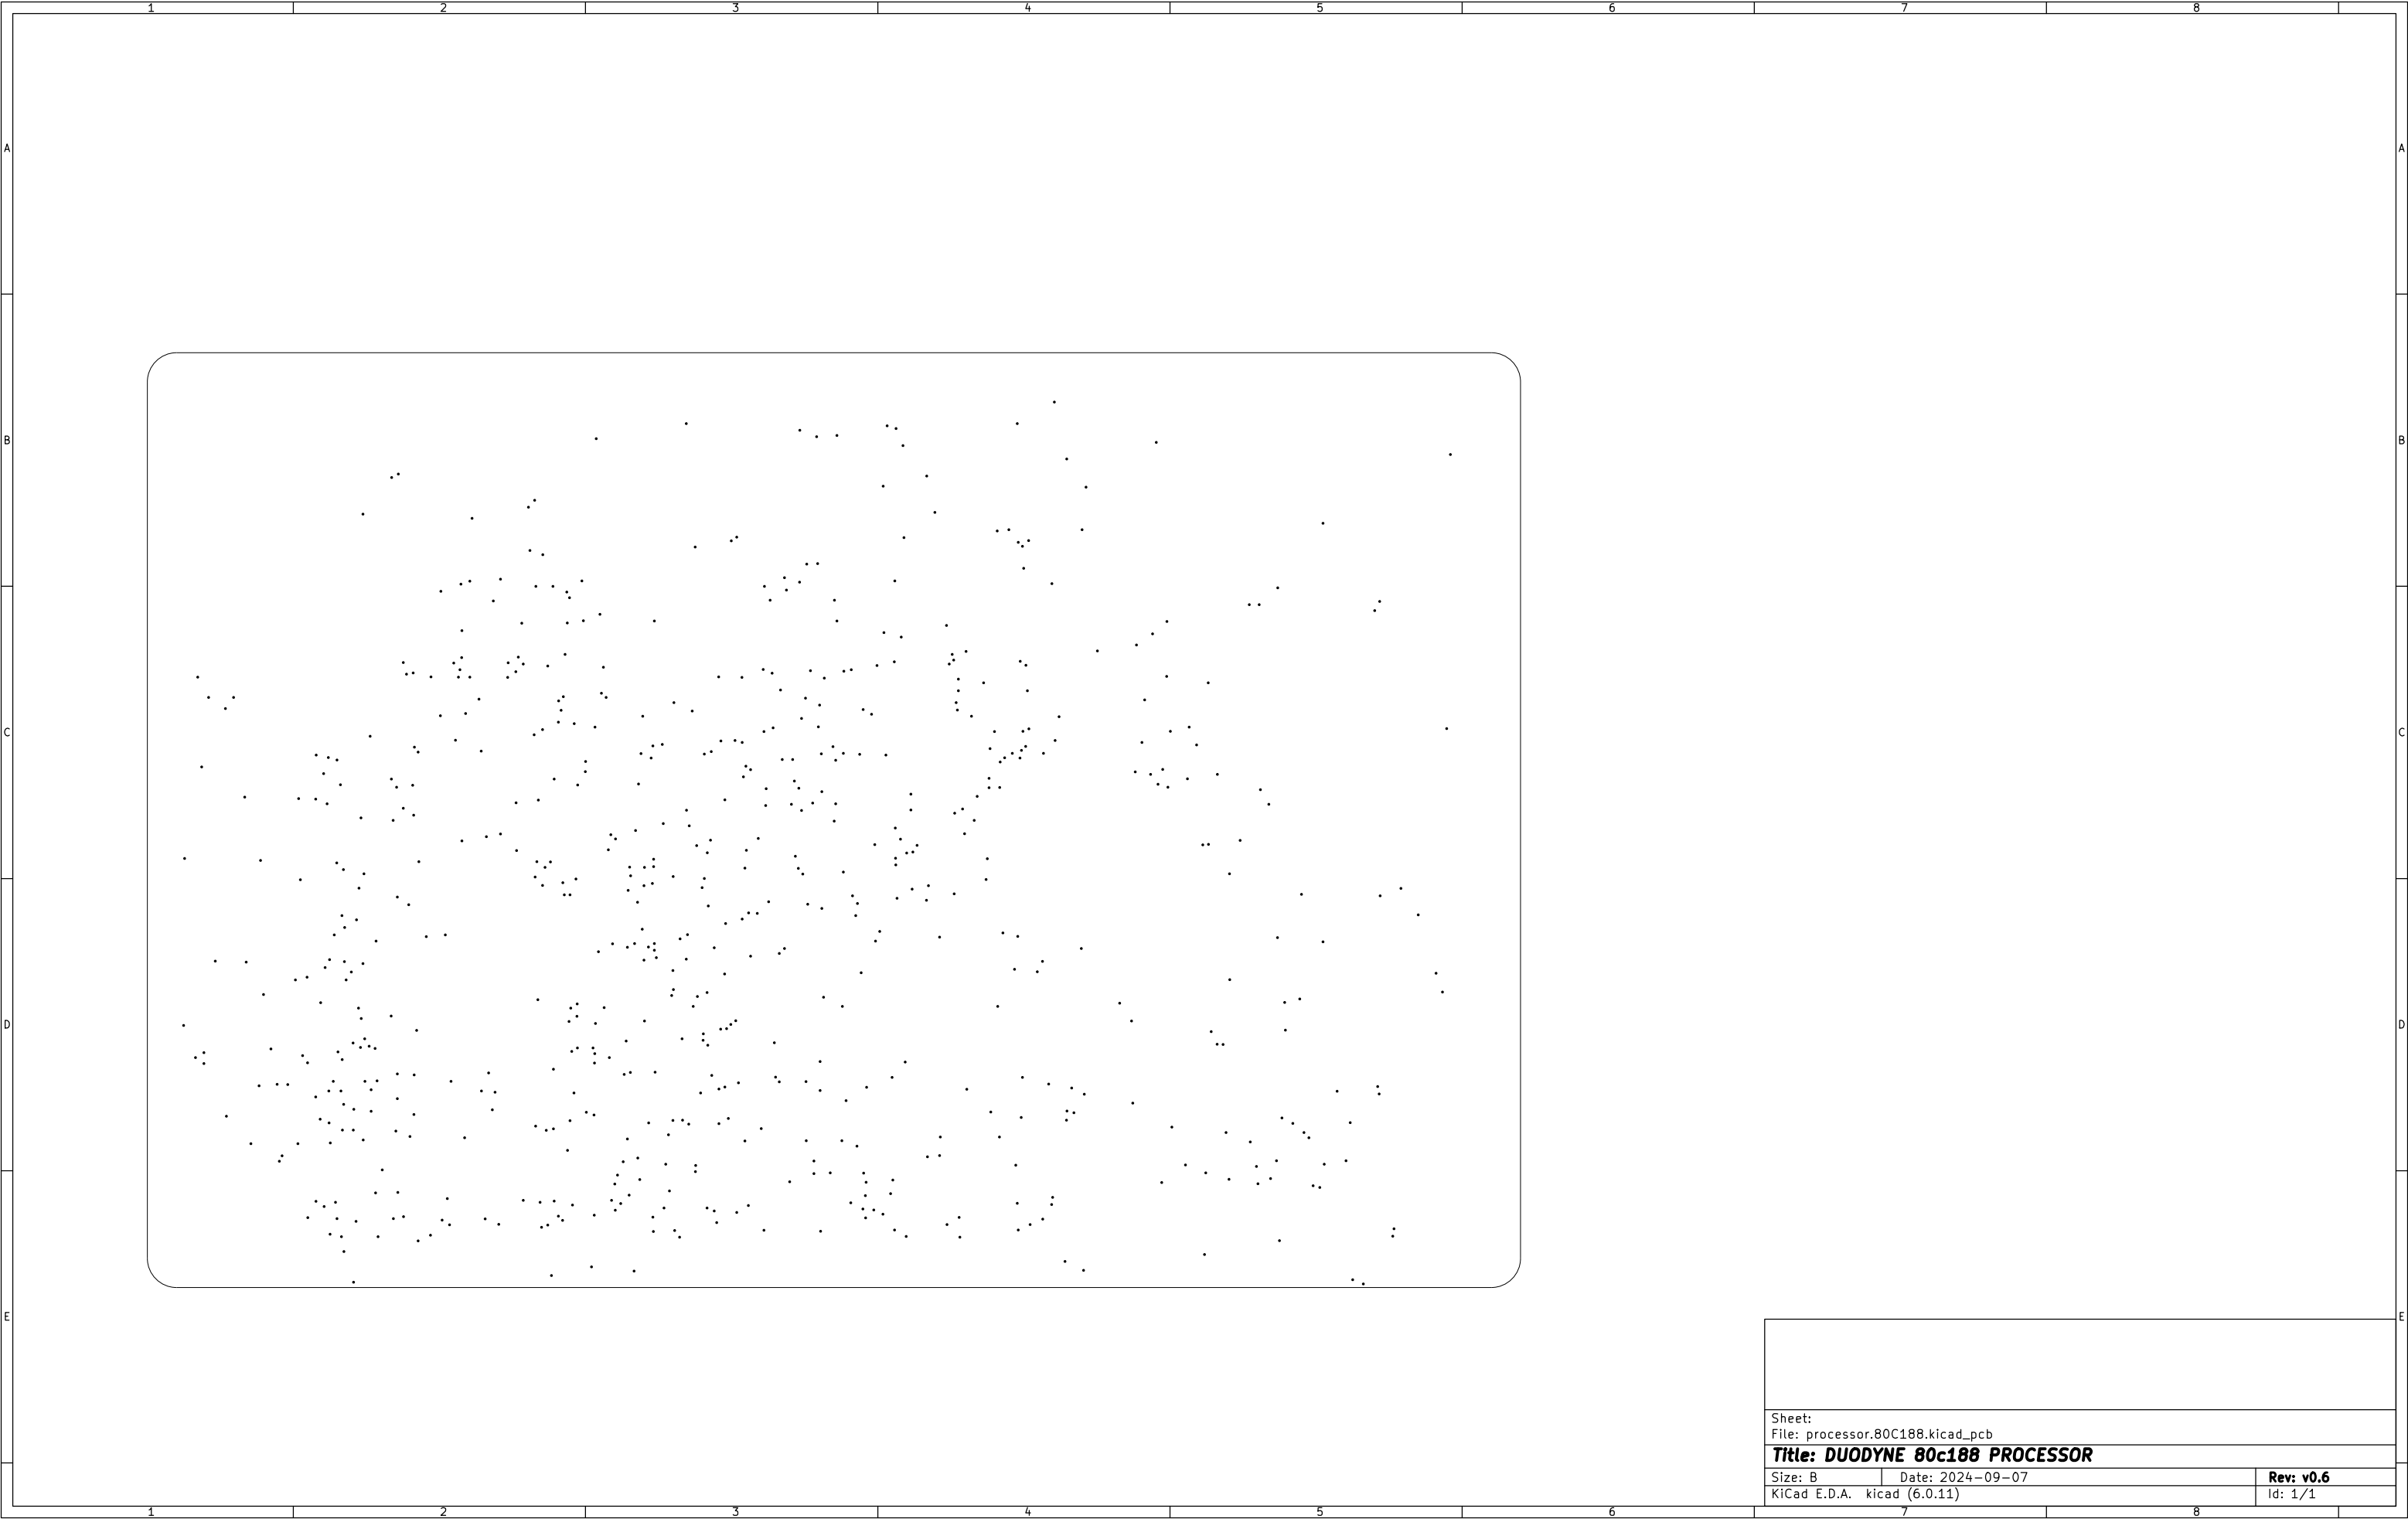 1 2 3 4 5 6 7 8
A A
B B
C C
D D
E E
Sheet:
File: processor.80C188.kicad_pcb
Title: DUODYNE 80c188 PROCESSOR
Size: B Date: 2024-09-07 Rev: v0.6
KiCad E.D.A. kicad (6.0.11) Id: 1/1
1 2 3 4 5 6 7 8